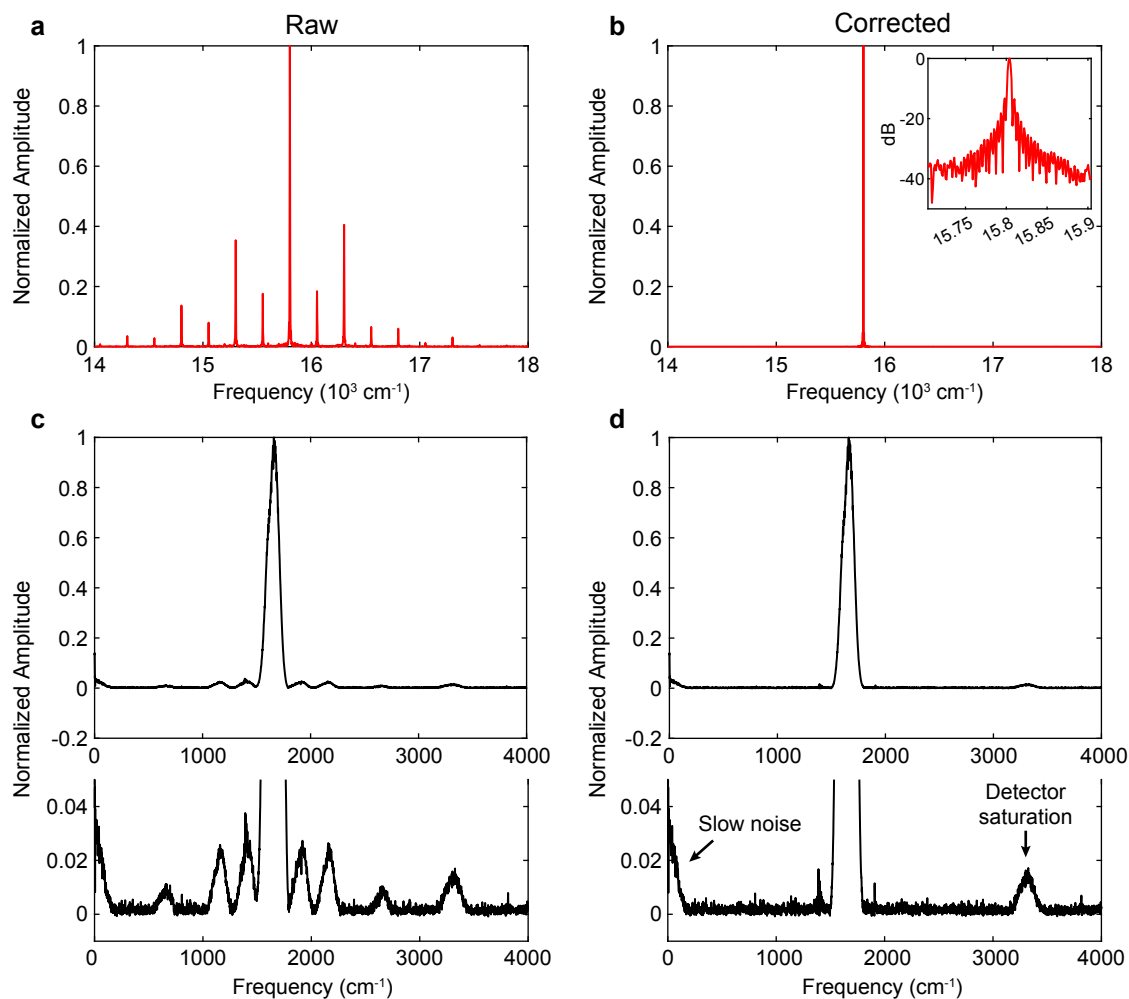 a Raw
Normalized Amplitude
1
0.8
0.6
0.4
0.2
0
14 15 16 17 18
Frequency (10³ cm⁻¹)
b Corrected
Normalized Amplitude
1
0.8
0.6
0.4
0.2
0
14 15 16 17 18
Frequency (10³ cm⁻¹)
dB
0
-20
-40
15.75 15.8 15.85 15.9
c
Normalized Amplitude
1
0.8
0.6
0.4
0.2
0
-0.2
0 1000 2000 3000 4000
0.04
0.02
0
0 1000 2000 3000 4000
Frequency (cm⁻¹)
d
Normalized Amplitude
1
0.8
0.6
0.4
0.2
0
-0.2
0 1000 2000 3000 4000
0.04
0.02
0
Slow noise
Detector
saturation
0 1000 2000 3000 4000
Frequency (cm⁻¹)